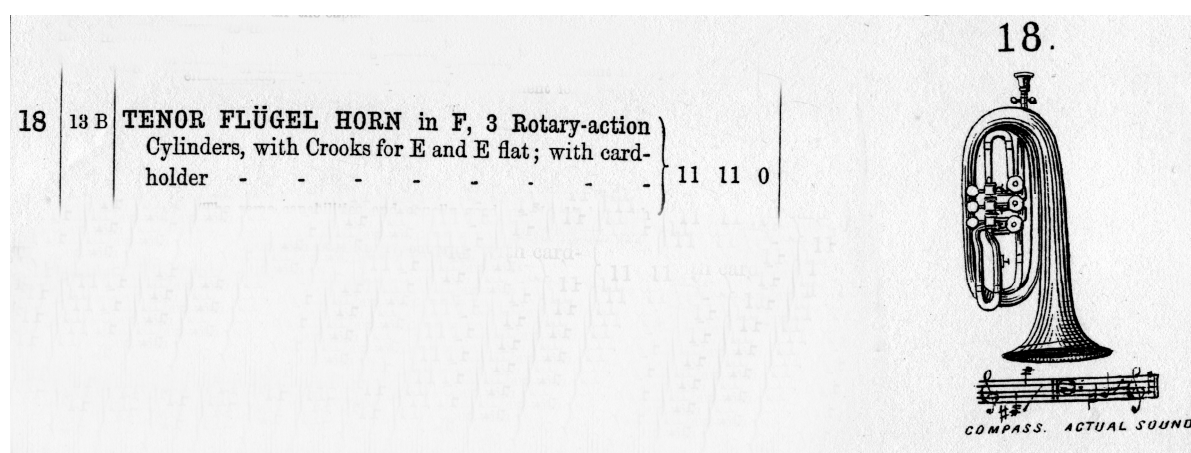 18.
18 13 B TENOR FLÜGEL HORN in F, 3 Rotary-action
Cylinders, with Crooks for E and E flat; with card-
holder - - - - - - - - 11 11 0
COMPASS. ACTUAL SOUND